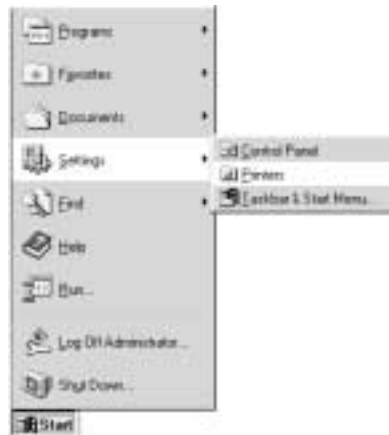 Programs
Favorites
Documents
Settings
Control Panel
Printers
Taskbar & Start Menu...
Find
Help
Run...
Log Off Administrator...
Shut Down...
Start